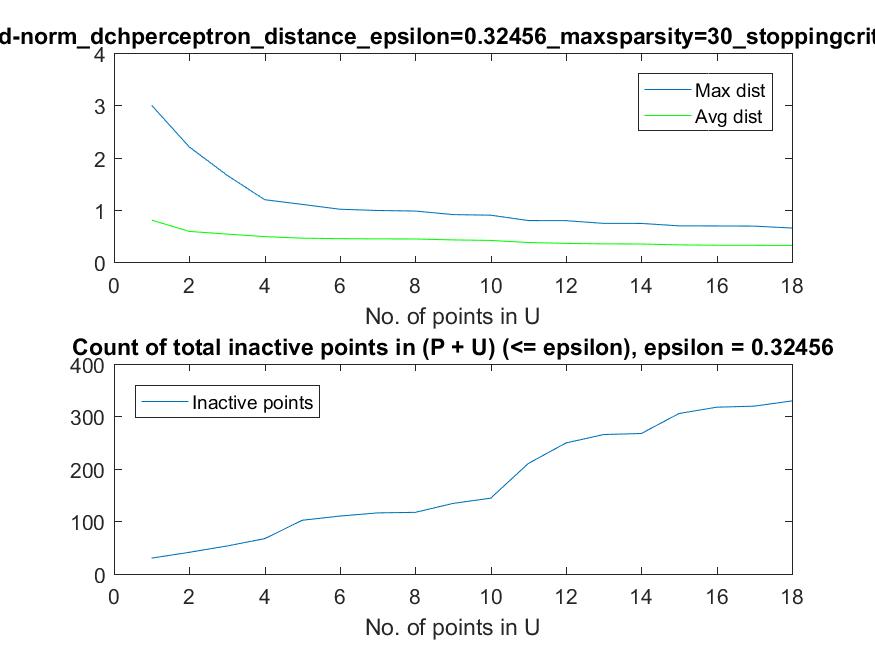 d-norm_dchperceptron_distance_epsilon=0.32456_maxsparsity=30_stoppingcrit
4
3
2
1
0
Max dist
Avg dist
0 2 4 6 8 10 12 14 16 18
No. of points in U
Count of total inactive points in (P + U) (<= epsilon), epsilon = 0.32456
400
300
200
100
0
Inactive points
0 2 4 6 8 10 12 14 16 18
No. of points in U